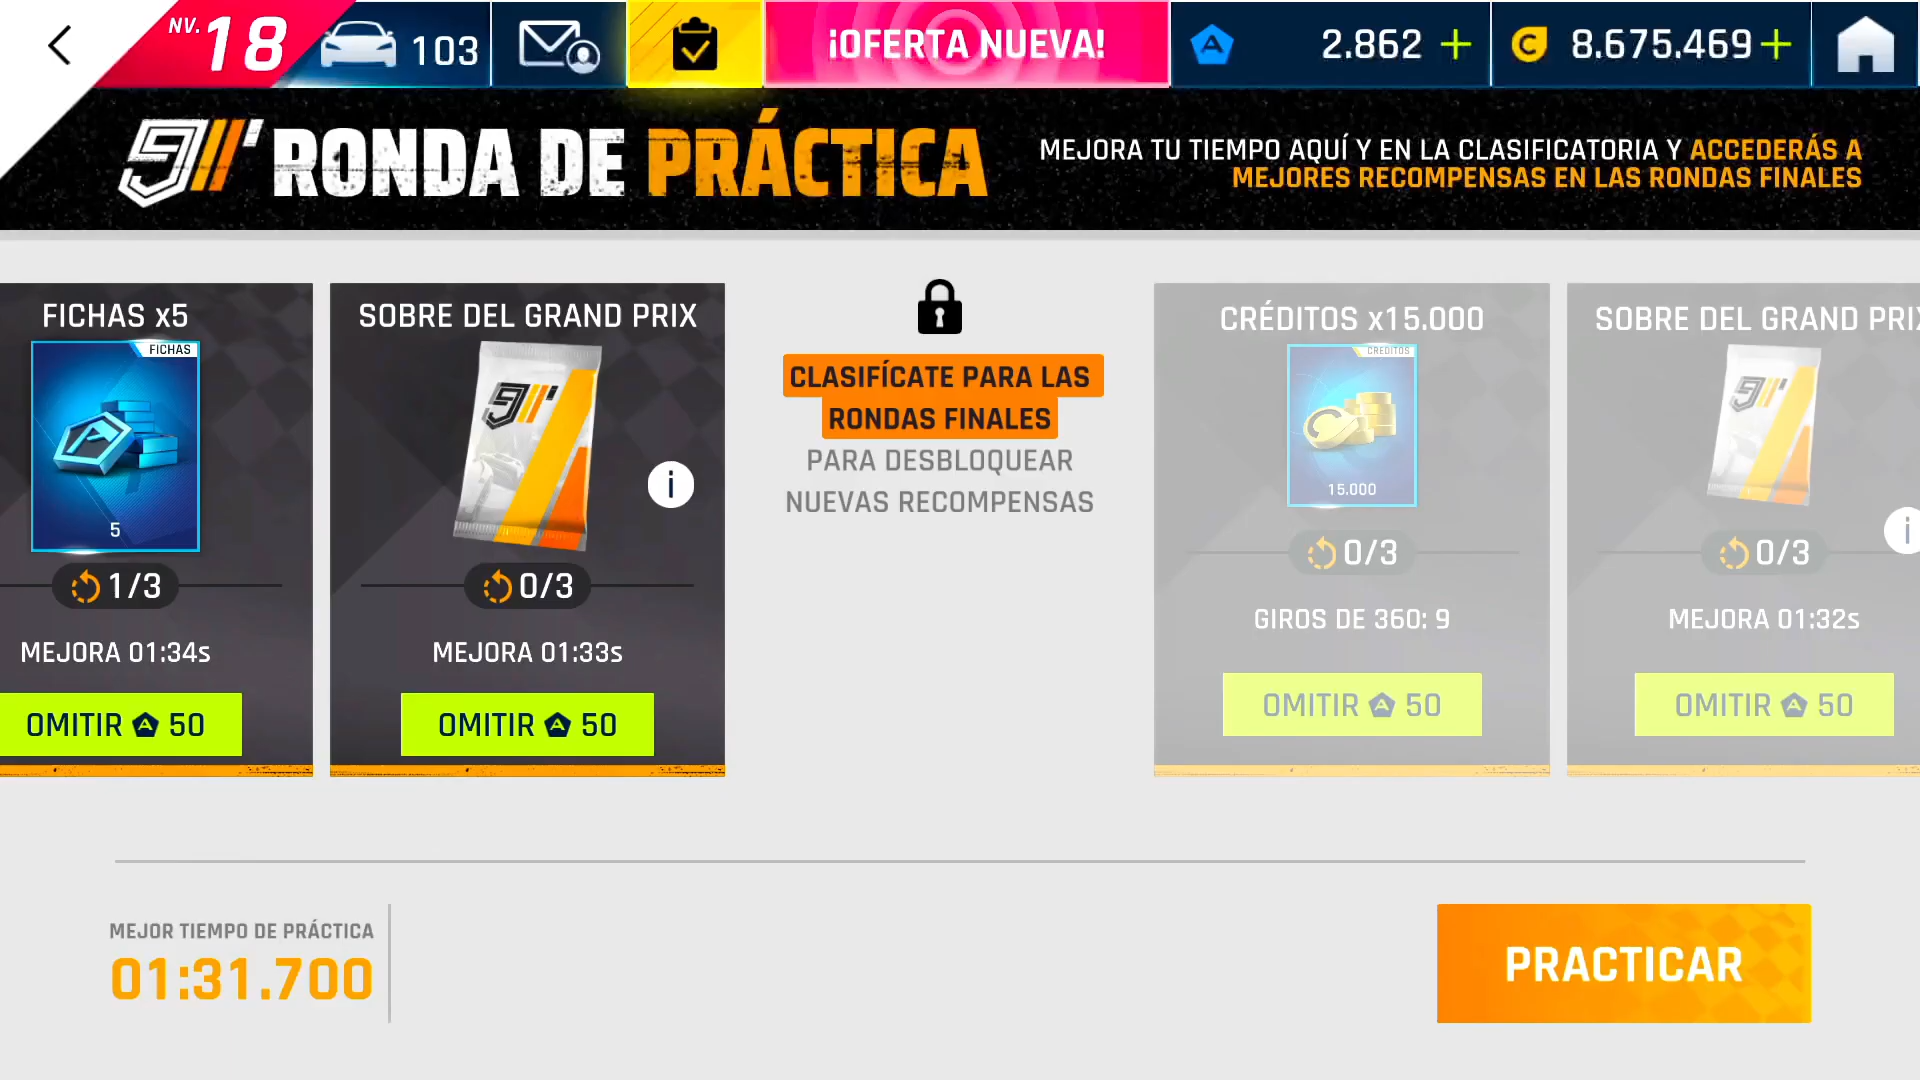 NV. 18
103
¡OFERTA NUEVA!
2.862
8.675.469
RONDA DE PRÁCTICA
MEJORA TU TIEMPO AQUÍ Y EN LA CLASIFICATORIA Y ACCEDERÁS A
MEJORES RECOMPENSAS EN LAS RONDAS FINALES
FICHAS x5
FICHAS
5
1/3
MEJORA 01:34s
OMITIR 50
SOBRE DEL GRAND PRIX
i
0/3
MEJORA 01:33s
OMITIR 50
CLASIFÍCATE PARA LAS
RONDAS FINALES
PARA DESBLOQUEAR
NUEVAS RECOMPENSAS
CRÉDITOS x15.000
CRÉDITOS
15.000
0/3
GIROS DE 360: 9
OMITIR 50
SOBRE DEL GRAND PRIX
i
0/3
MEJORA 01:32s
OMITIR 50
MEJOR TIEMPO DE PRÁCTICA
01:31.700
PRACTICAR